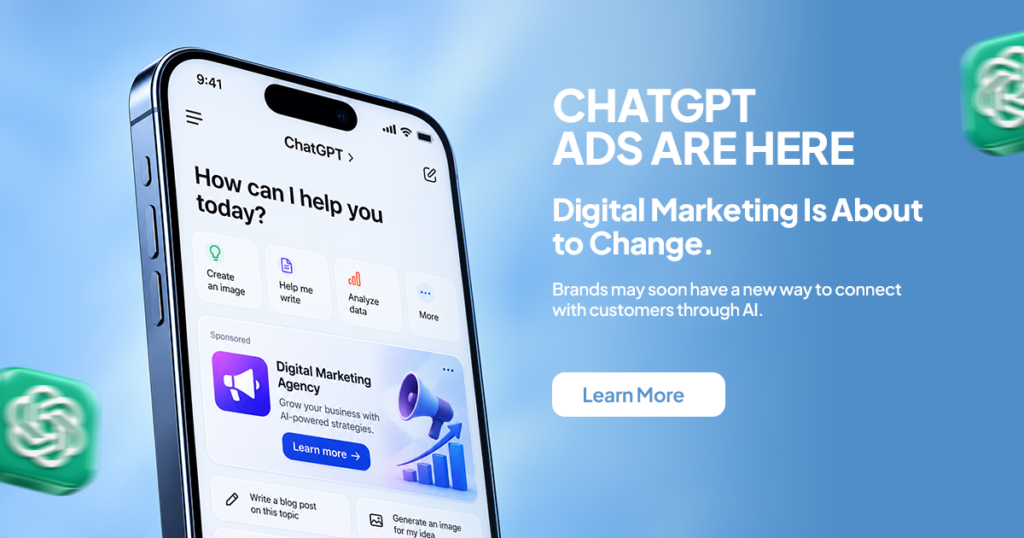 9:41
ChatGPT >
How can I help you
today?
Create
an image
Help me
write
Analyze
data
More
Sponsored
Digital Marketing
Agency
Grow your business with
AI-powered strategies.
Learn more →
Write a blog post
on this topic
Generate an image
for my idea
CHATGPT
ADS ARE HERE
Digital Marketing Is About
to Change.
Brands may soon have a new way to connect
with customers through AI.
Learn More